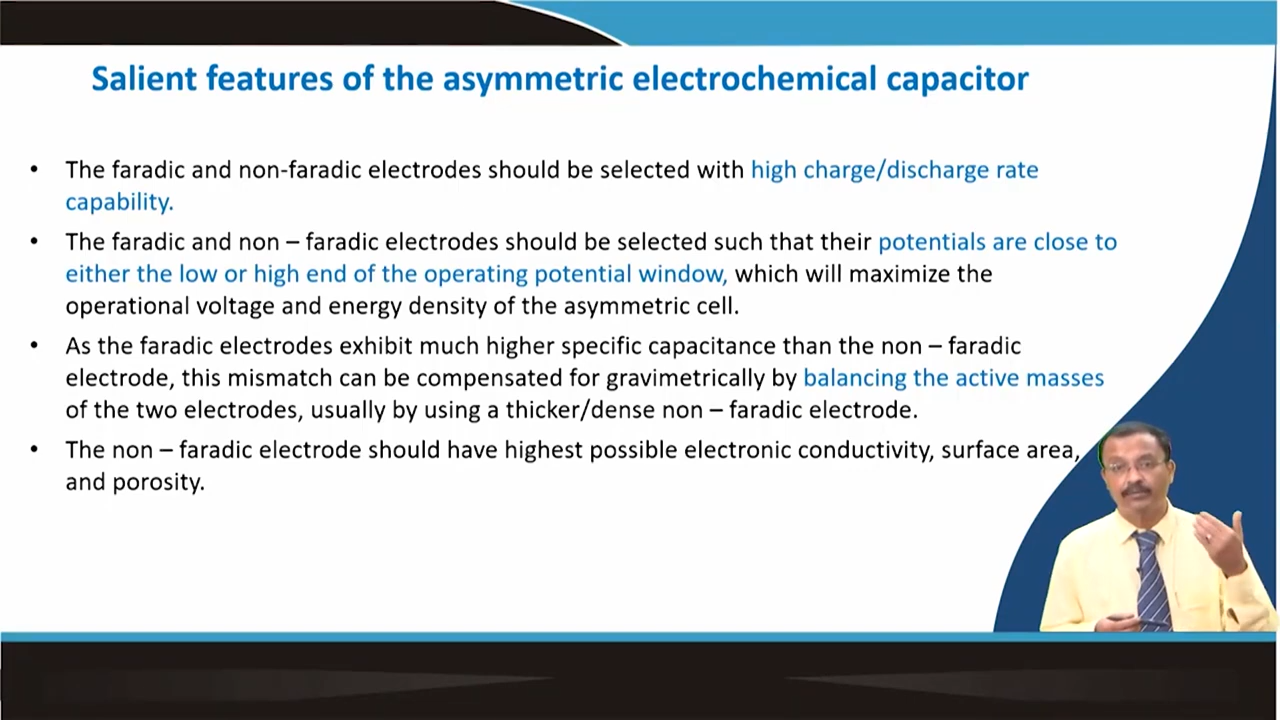 Salient features of the asymmetric electrochemical capacitor
• The faradic and non-faradic electrodes should be selected with high charge/discharge rate
capability.
• The faradic and non – faradic electrodes should be selected such that their potentials are close to
either the low or high end of the operating potential window, which will maximize the
operational voltage and energy density of the asymmetric cell.
• As the faradic electrodes exhibit much higher specific capacitance than the non – faradic
electrode, this mismatch can be compensated for gravimetrically by balancing the active masses
of the two electrodes, usually by using a thicker/dense non – faradic electrode.
• The non – faradic electrode should have highest possible electronic conductivity, surface area,
and porosity.